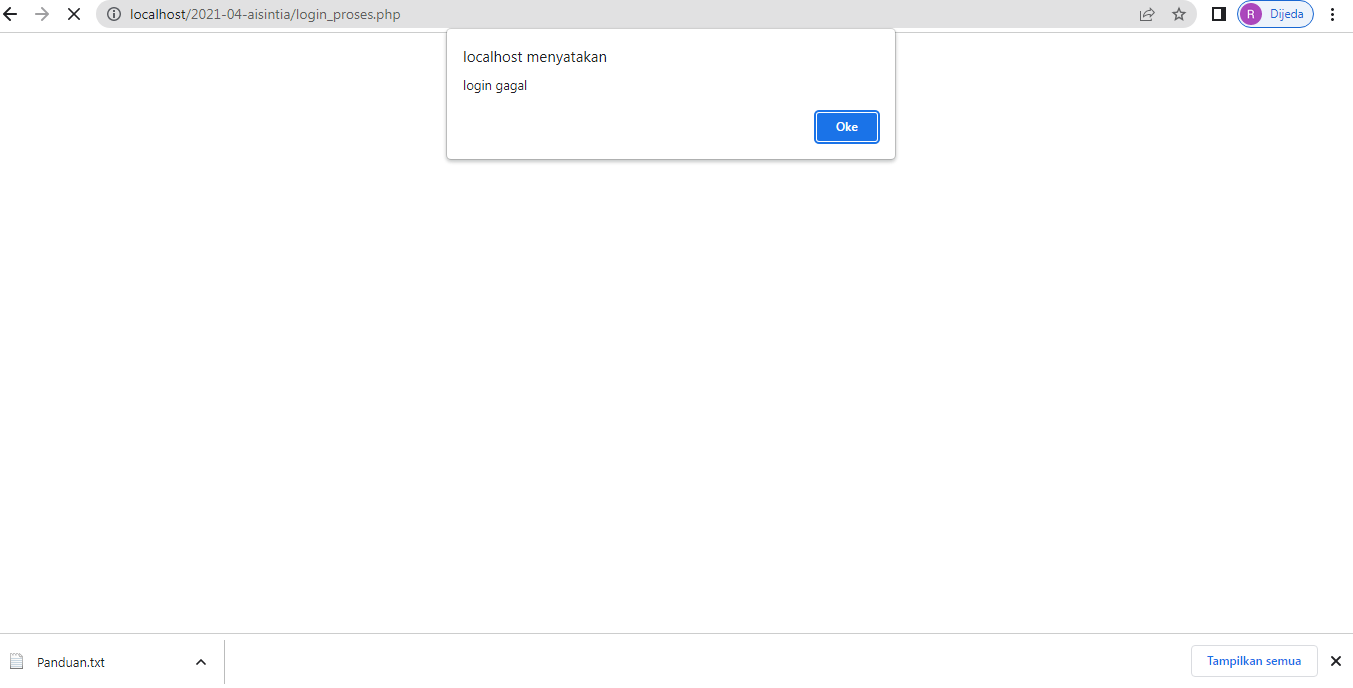 localhost/2021-04-aisintia/login_proses.php
R Dijeda
localhost menyatakan
login gagal
Oke
Panduan.txt
Tampilkan semua